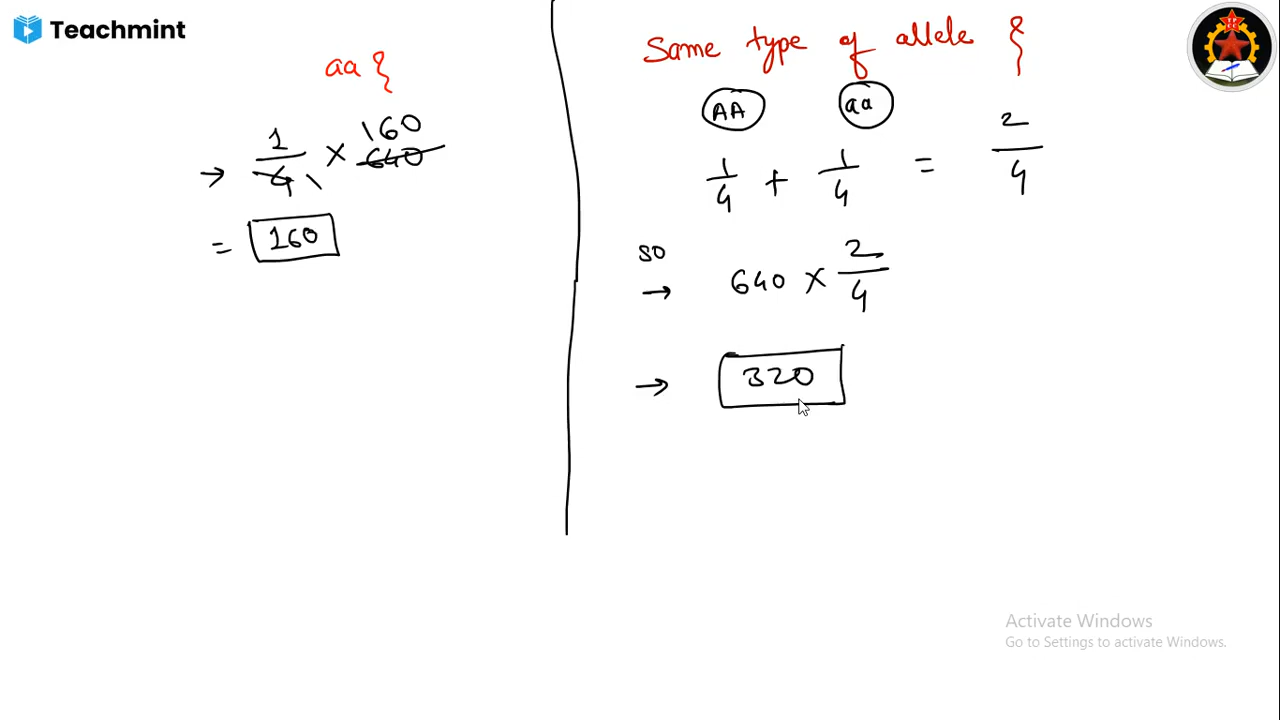 Teachmint
aa {
→ 1/4 × 640 160
= 160
Same type of allele {
AA aa
1/4 + 1/4 = 2/4
so
→ 640 × 2/4
→ 320
Activate Windows
Go to Settings to activate Windows.